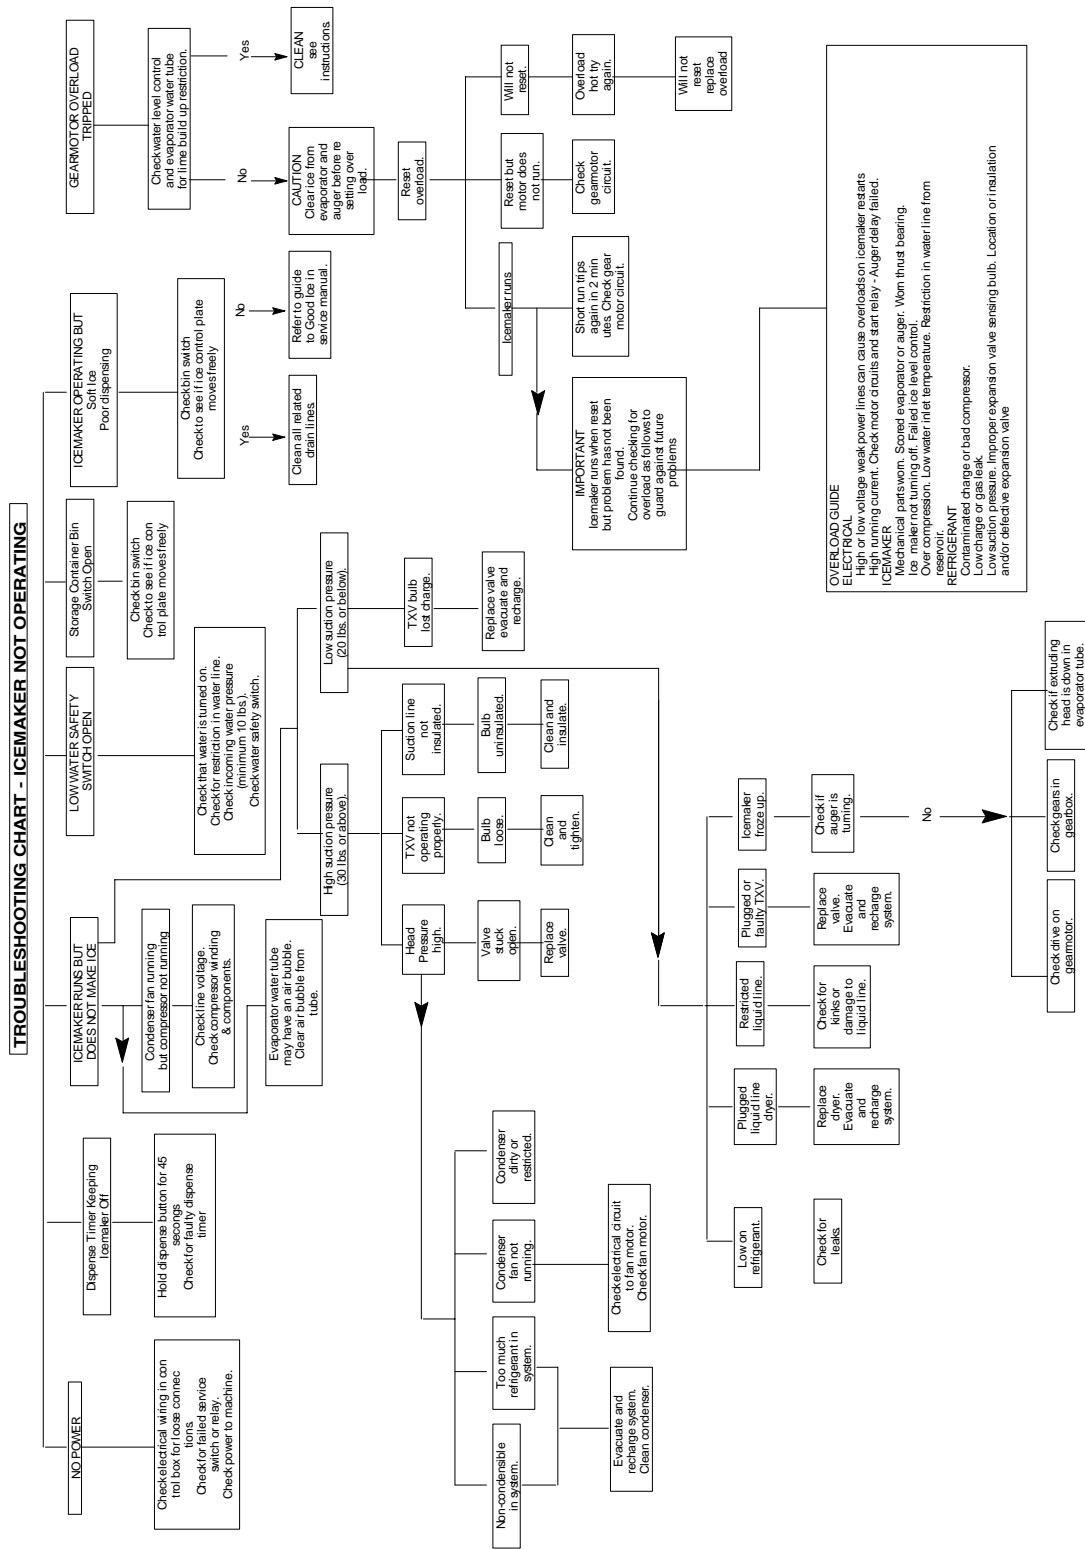 TROUBLESHOOTING CHART - ICEMAKER NOT OPERATING
NO POWER
Check electrical wiring in con
trol box for loose connec
tions.
Check for failed service
switch or relay.
Check power to machine.
Dispense Timer Keeping
Icemaker Off
Hold dispense button for 45
seconds
Check for faulty dispense
timer
ICEMAKER RUNS BUT
DOES NOT MAKE ICE
Condenser fan running
but compressor not running
Check line voltage.
Check compressor winding
& components.
Evaporator water tube
may have an air bubble.
Clear air bubble from
tube.
LOW WATER SAFETY
SWITCH OPEN
Check that water is turned on.
Check for restriction in water line.
Check incoming water pressure
(minimum 10 lbs.).
Check water safety switch.
Storage Container Bin
Switch Open
Check bin switch
Check to see if ice con
trol plate moves freely
ICEMAKER OPERATING BUT
Soft Ice
Poor dispensing
Check bin switch
Check to see if ice control plate
moves freely
Yes
No
Clean all related
drain lines.
Refer to guide
to Good Ice in
service manual.
GEARMOTOR OVERLOAD
TRIPPED
Check water level control
and evaporator water tube
for lime build up restriction.
No
Yes
CAUTION
Clear ice from
evaporator and
auger before re
setting over
load.
CLEAN
see
instructions.
Reset
overload.
Icemaker runs
Reset but
motor does
not run.
Will not
reset.
Short run trips
again in 2 min
utes. Check gear
motor circuit.
Check
gearmotor
circuit.
Overload
hot try
again.
Will not
reset replace
overload
IMPORTANT
Icemaker runs when reset
but problem has not been
found.
Continue checking for
overload as follows to
guard against future
problems
High suction pressure
(30 lbs. or above).
Low suction pressure
(20 lbs. or below).
Head
Pressure
high.
TXV not
operating
properly.
Suction line
not
insulated.
TXV bulb
lost charge.
Valve
stuck
open.
Bulb
loose.
Bulb
uninsulated.
Replace valve
evacuate and
recharge.
Replace
valve.
Clean
and
tighten.
Clean and
insulate.
Non-condensible
in system.
Too much
refrigerant in
system.
Condenser
fan not
running.
Condenser
dirty or
restricted.
Evacuate and
recharge system.
Clean condenser.
Check electrical circuit
to fan motor.
Check fan motor.
Low on
refrigerant.
Plugged
liquid line
dryer.
Restricted
liquid line.
Plugged or
faulty TXV.
Icemaker
froze up.
Check for
leaks.
Replace
dryer.
Evacuate
and
recharge
system.
Check for
kinks or
damage to
liquid line.
Replace
valve.
Evacuate
and
recharge
system.
Check if
auger is
turning.
No
Check drive on
gearmotor.
Check gears in
gearbox.
Check if extruding
head is down in
evaporator tube.
OVERLOAD GUIDE
ELECTRICAL
High or low voltage weak power lines can cause overloads on icemaker restarts
High running current. Check motor circuits and start relay - Auger delay failed.
ICEMAKER
Mechanical parts worn. Scored evaporator or auger. Worn thrust bearing.
Ice maker not turning off. Failed ice level control.
Over compression. Low water inlet temperature. Restriction in water line from
reservoir.
REFRIGERANT
Contaminated charge or bad compressor.
Low charge or gas leak.
Low suction pressure. Improper expansion valve sensing bulb. Location or insulation
and/or defective expansion valve